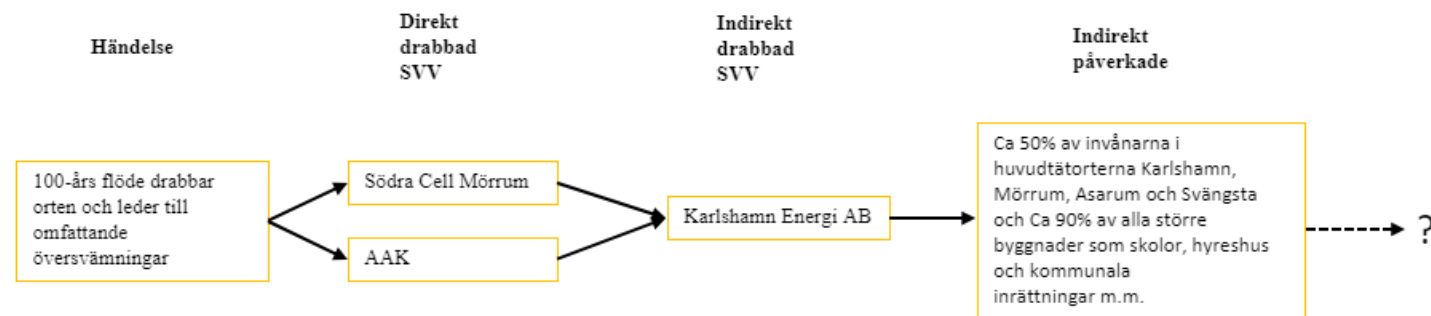 Händelse
Direkt
drabbad
SVV
Indirekt
drabbad
SVV
Indirekt
påverkade
100-års flöde drabbar
orten och leder till
omfattande
översvämningar
Södra Cell Mörrum
AAK
Karlshamn Energi AB
Ca 50% av invånarna i
huvudtätorterna Karlshamn,
Mörrum, Asarum och Svängsta
och Ca 90% av alla större
byggnader som skolor, hyreshus
och kommunala
inrättningar m.m.
?